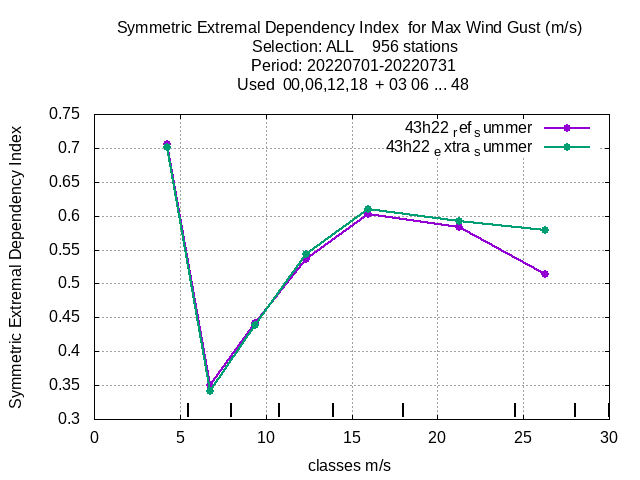 Symmetric Extremal Dependency Index  for Max Wind Gust (m/s)
Selection: ALL    956 stations
Period: 20220701-20220731
Used  00,06,12,18  + 03 06 ... 48
43h22 ref summer
43h22 extra summer
Symmetric Extremal Dependency Index
0.75
0.7
0.65
0.6
0.55
0.5
0.45
0.4
0.35
0.3
0 5 10 15 20 25 30
classes m/s